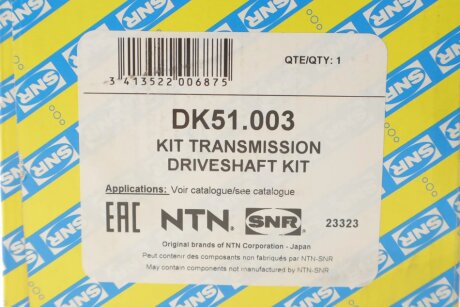 QTE/QTY: 1
3 413522 006875
DK51.003
KIT TRANSMISSION
DRIVESHAFT KIT
Applications: Voir catalogue/see catalogue
EAC NTN® SNR® 23323
Original brands of NTN Corporation - Japan
Peut contenir des composants non fabriqués par NTN-SNR
May contain components not manufactured by NTN-SNR
SNR
SNR
SNR
SNR
SNR